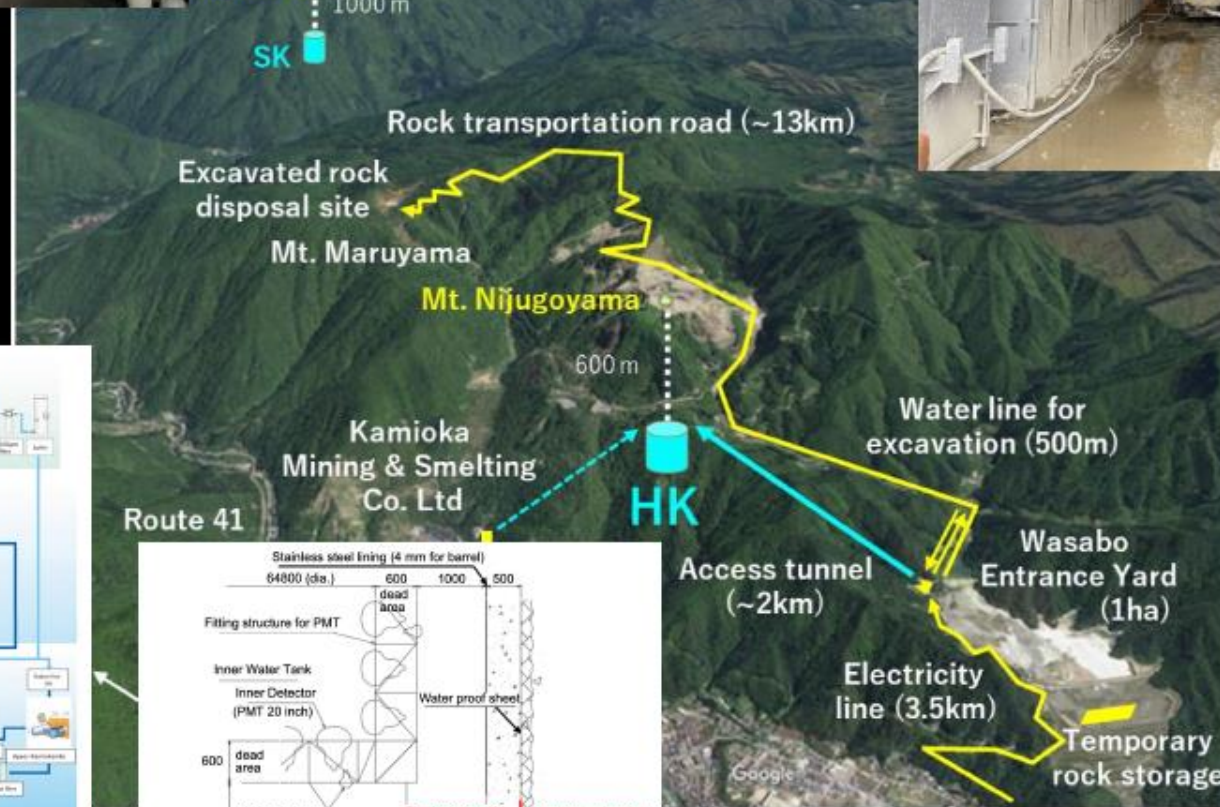 1000 m
SK
Rock transportation road (~13km)
Excavated rock
disposal site
Mt. Maruyama
Mt. Nijugoyama
600 m
Water line for
excavation (500m)
Kamioka
Mining & Smelting
Co. Ltd
HK
Route 41
Access tunnel
(~2km)
Wasabo
Entrance Yard
(1ha)
Electricity
line (3.5km)
Temporary
rock storage
Google
Stainless steel lining (4 mm for barrel)
64800 (dia.) 600 1000 500
dead
area
Fitting structure for PMT
Inner Water Tank
Inner Detector
(PMT 20 inch)
Water proof sheet
600 dead
area